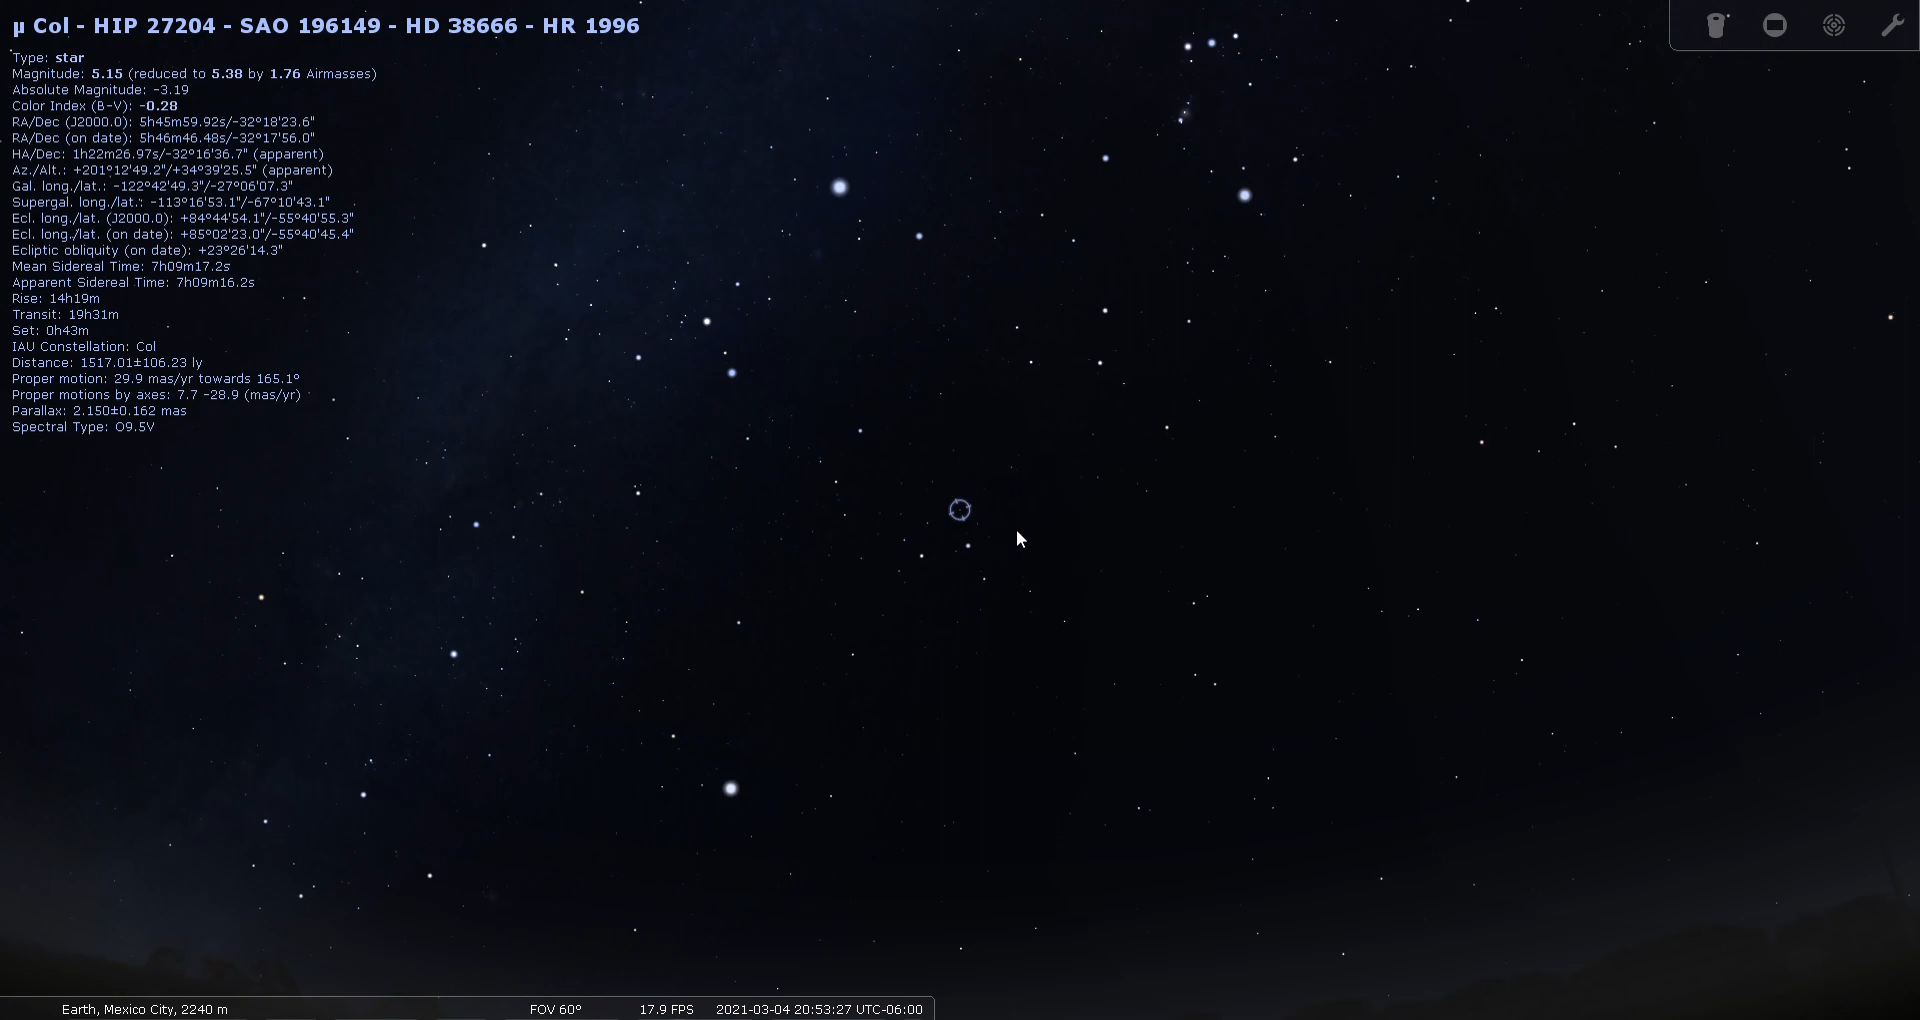 μ Col - HIP 27204 - SAO 196149 - HD 38666 - HR 1996
Type: star
Magnitude: 5.15 (reduced to 5.38 by 1.76 Airmasses)
Absolute Magnitude: -3.19
Color Index (B-V): -0.28
RA/Dec (J2000.0): 5h45m59.92s/-32°18'23.6"
RA/Dec (on date): 5h46m46.48s/-32°17'56.0"
HA/Dec: 1h22m26.97s/-32°16'36.7" (apparent)
Az./Alt.: +201°12'49.2"/+34°39'25.5" (apparent)
Gal. long./lat.: -122°42'49.3"/-27°06'07.3"
Supergal. long./lat.: -113°16'53.1"/-67°10'43.1"
Ecl. long./lat. (J2000.0): +84°44'54.1"/-55°40'55.3"
Ecl. long./lat. (on date): +85°02'23.0"/-55°40'45.4"
Ecliptic obliquity (on date): +23°26'14.3"
Mean Sidereal Time: 7h09m17.2s
Apparent Sidereal Time: 7h09m16.2s
Rise: 14h19m
Transit: 19h31m
Set: 0h43m
IAU Constellation: Col
Distance: 1517.01±106.23 ly
Proper motion: 29.9 mas/yr towards 165.1°
Proper motions by axes: 7.7 -28.9 (mas/yr)
Parallax: 2.150±0.162 mas
Spectral Type: O9.5V
Earth, Mexico City, 2240 m FOV 60° 17.9 FPS 2021-03-04 20:53:27 UTC-06:00